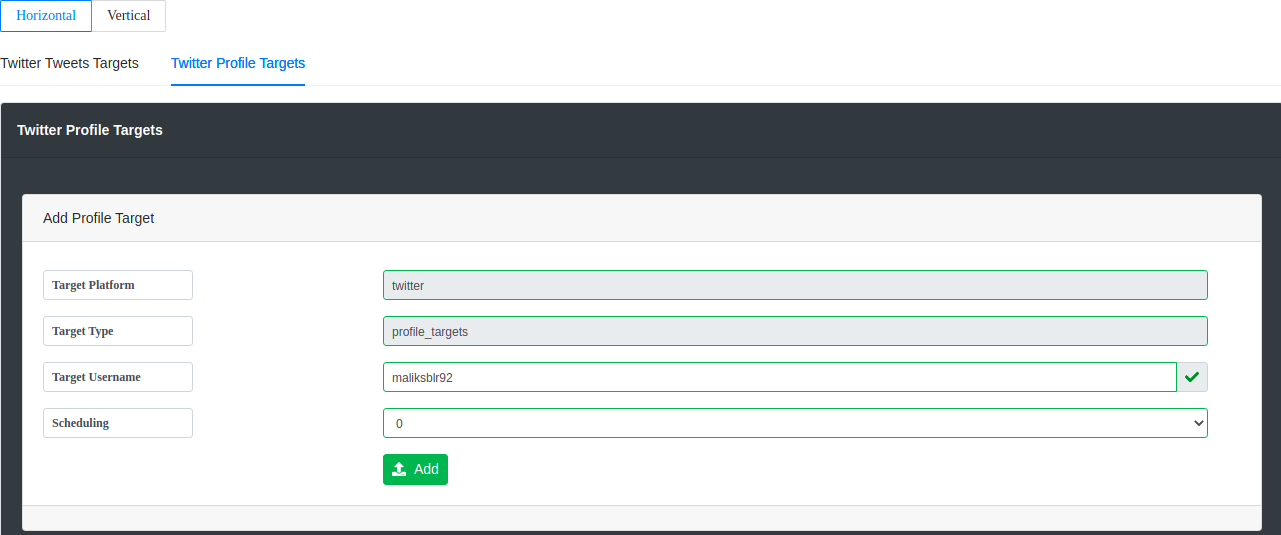 Horizontal Vertical
Twitter Tweets Targets Twitter Profile Targets
Twitter Profile Targets
Add Profile Target
Target Platform twitter
Target Type profile_targets
Target Username maliksblr92
Scheduling 0
Add